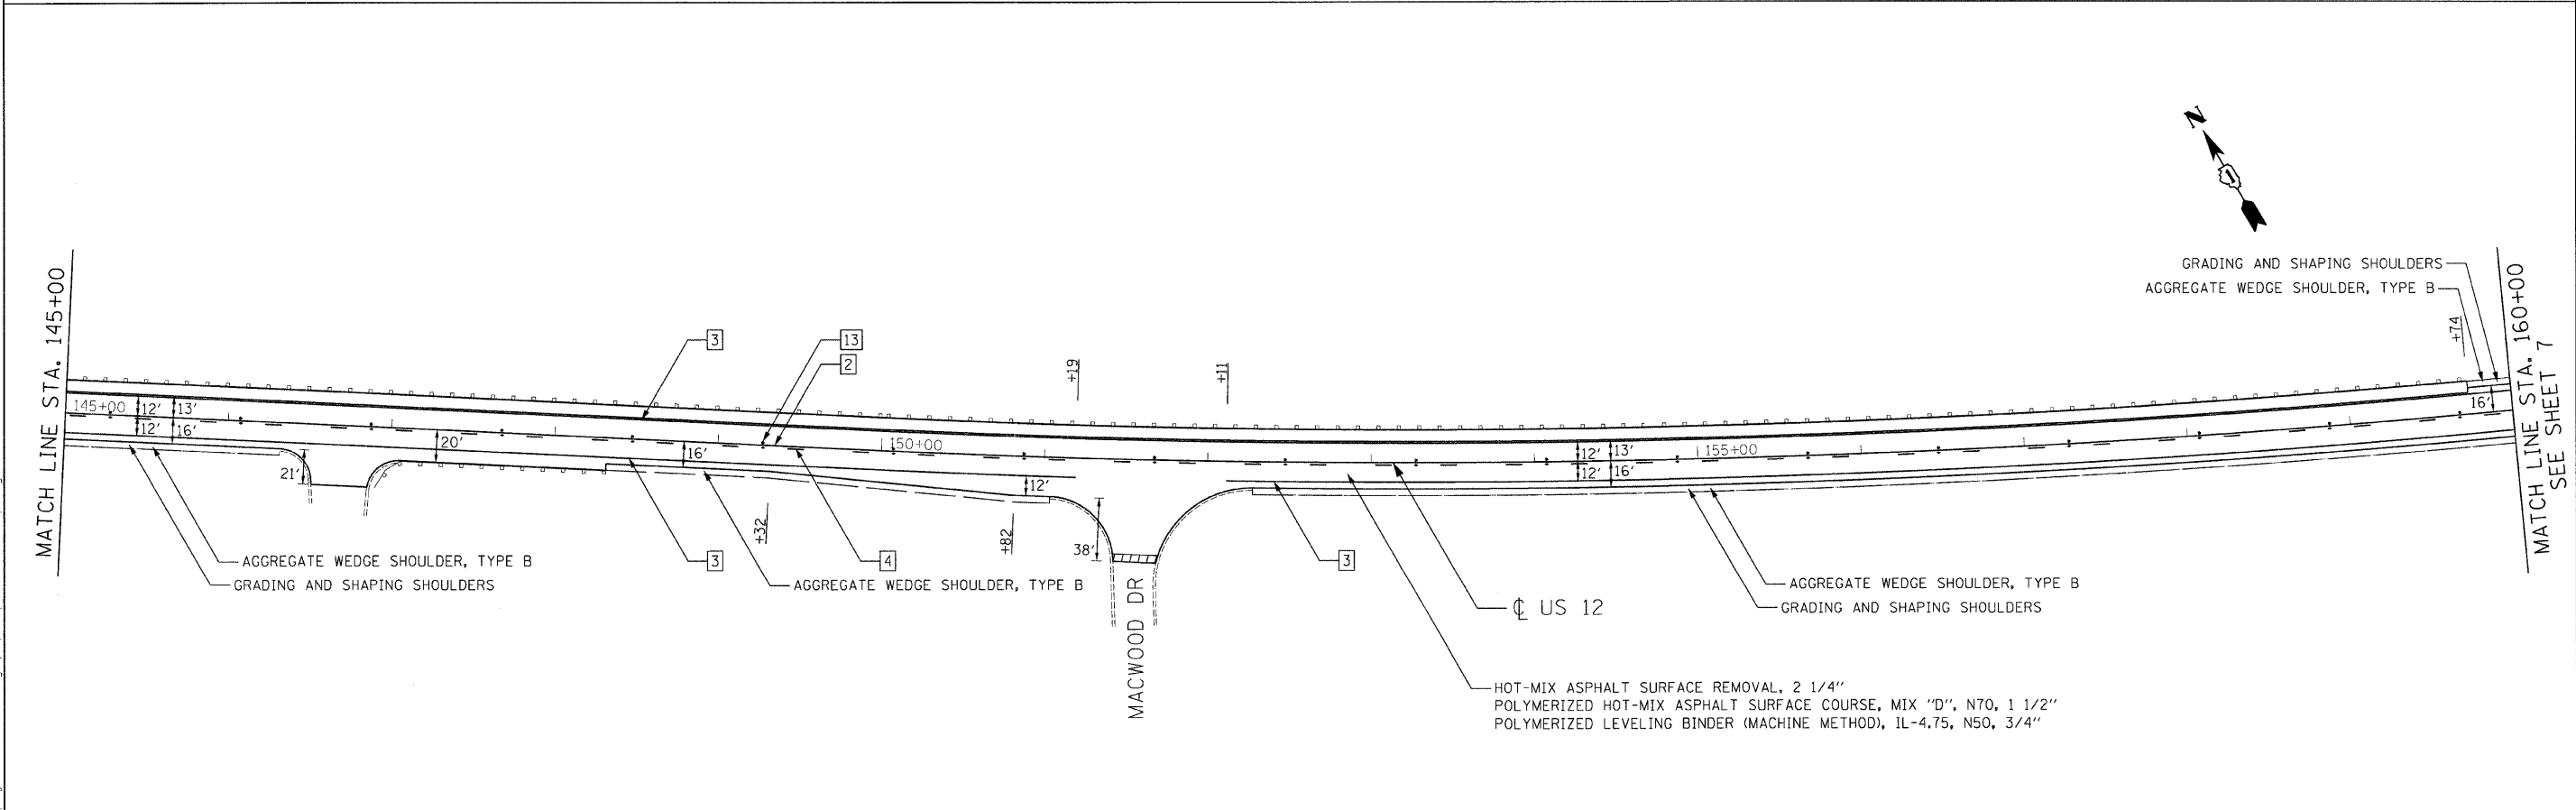 N
GRADING AND SHAPING SHOULDERS
AGGREGATE WEDGE SHOULDER, TYPE B
MATCH LINE STA. 145+00
MATCH LINE STA. 160+00
SEE SHEET 7
+74
3
13
2
+19
+11
145+00
12'
13'
12'
16'
20'
16'
150+00
12'
13'
155+00
12'
16'
16'
21'
12'
+32
+82
38'
AGGREGATE WEDGE SHOULDER, TYPE B
GRADING AND SHAPING SHOULDERS
3
4
AGGREGATE WEDGE SHOULDER, TYPE B
MACWOOD DR
3
℄ US 12
AGGREGATE WEDGE SHOULDER, TYPE B
GRADING AND SHAPING SHOULDERS
HOT-MIX ASPHALT SURFACE REMOVAL, 2 1/4"
POLYMERIZED HOT-MIX ASPHALT SURFACE COURSE, MIX "D", N70, 1 1/2"
POLYMERIZED LEVELING BINDER (MACHINE METHOD), IL-4.75, N50, 3/4"